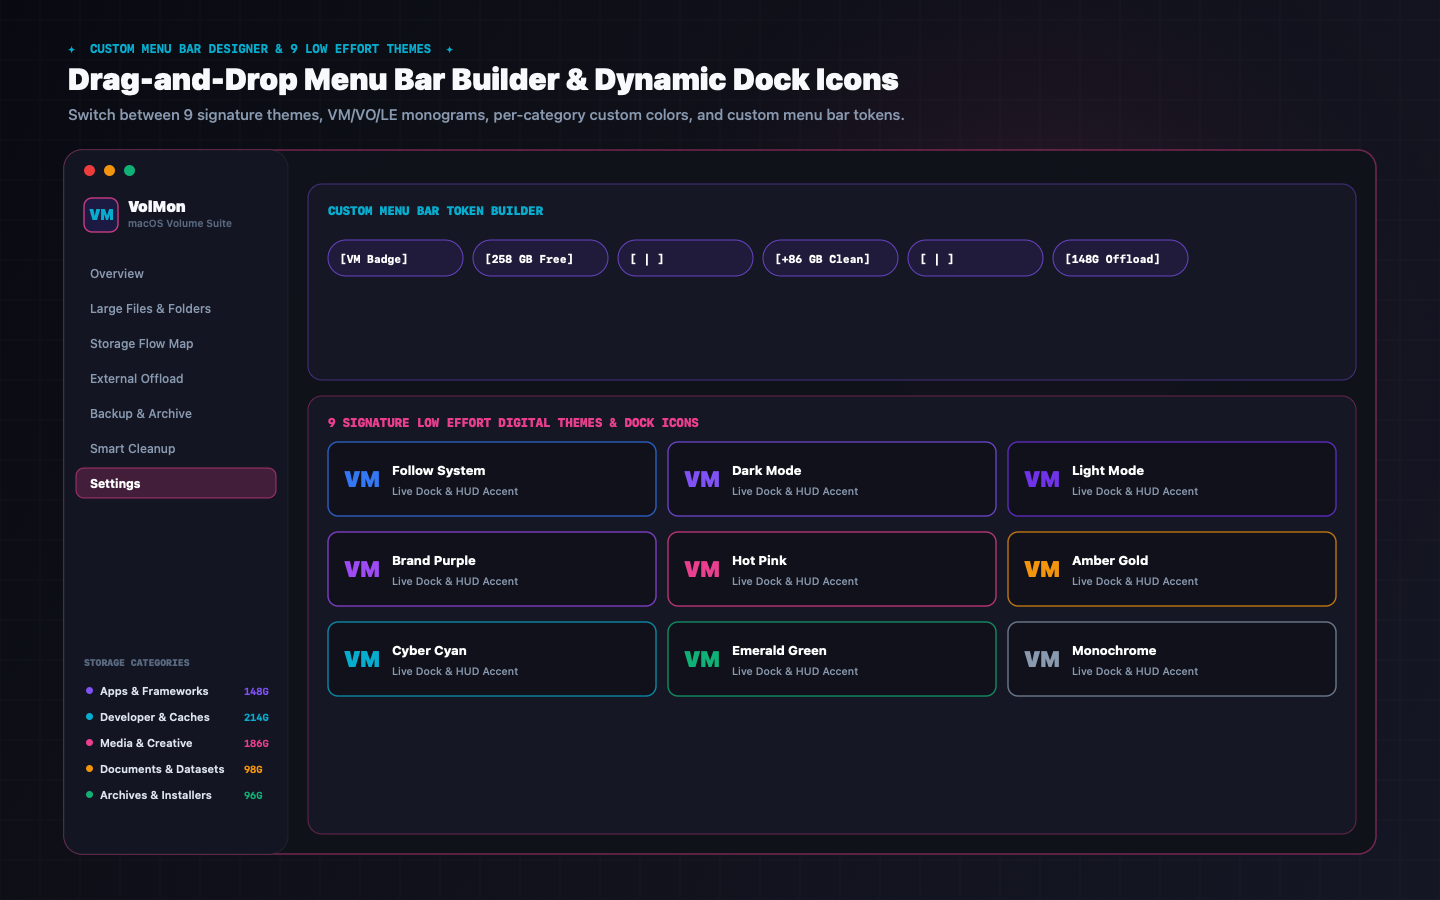 ✦ CUSTOM MENU BAR DESIGNER & 9 LOW EFFORT THEMES ✦
Drag-and-Drop Menu Bar Builder & Dynamic Dock Icons
Switch between 9 signature themes, VM/VO/LE monograms, per-category custom colors, and custom menu bar tokens.
VM
VolMon
macOS Volume Suite
Overview
Large Files & Folders
Storage Flow Map
External Offload
Backup & Archive
Smart Cleanup
Settings
STORAGE CATEGORIES
Apps & Frameworks 148G
Developer & Caches 214G
Media & Creative 186G
Documents & Datasets 98G
Archives & Installers 96G
CUSTOM MENU BAR TOKEN BUILDER
[VM Badge] [258 GB Free] [ | ] [+86 GB Clean] [ | ] [148G Offload]
9 SIGNATURE LOW EFFORT DIGITAL THEMES & DOCK ICONS
VM
Follow System
Live Dock & HUD Accent
VM
Dark Mode
Live Dock & HUD Accent
VM
Light Mode
Live Dock & HUD Accent
VM
Brand Purple
Live Dock & HUD Accent
VM
Hot Pink
Live Dock & HUD Accent
VM
Amber Gold
Live Dock & HUD Accent
VM
Cyber Cyan
Live Dock & HUD Accent
VM
Emerald Green
Live Dock & HUD Accent
VM
Monochrome
Live Dock & HUD Accent